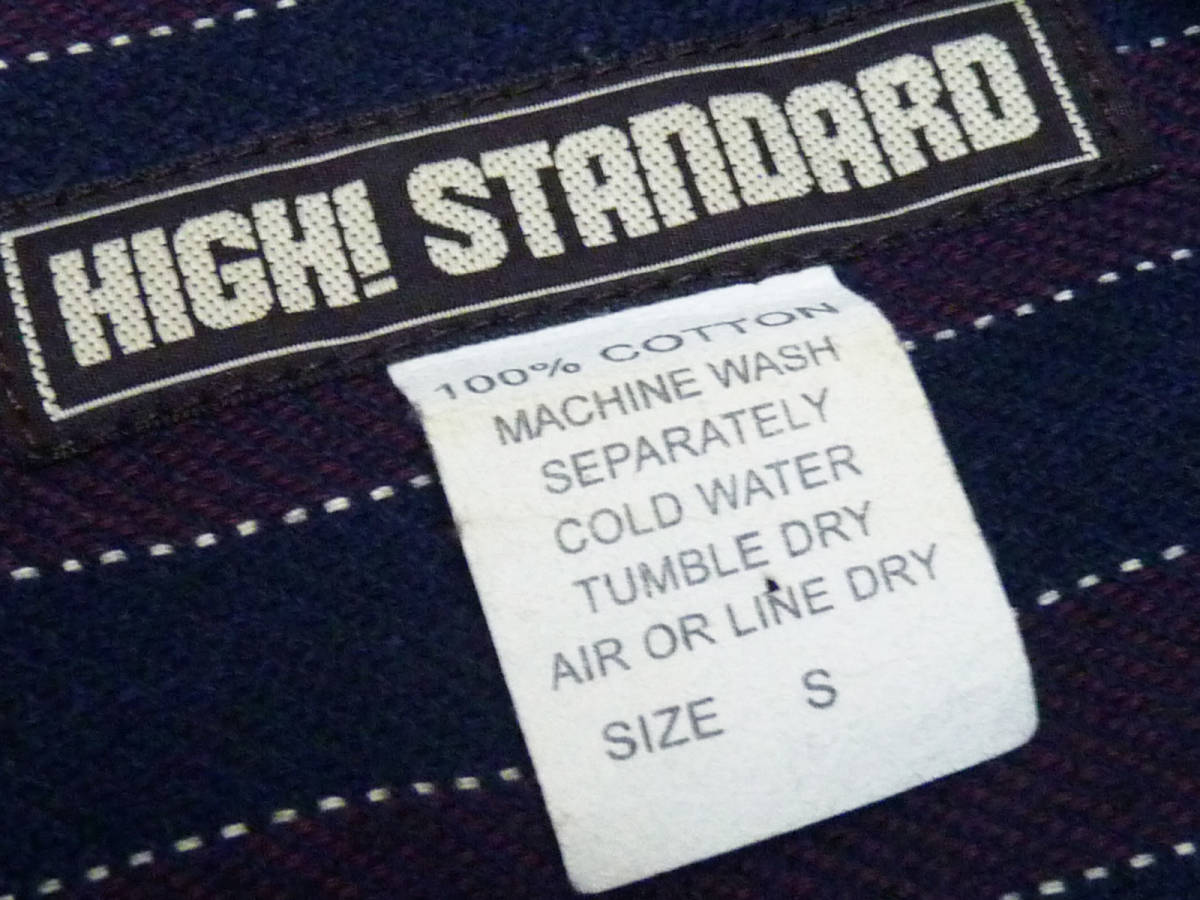 HIGH! STANDARD
100% COTTON
MACHINE WASH
SEPARATELY
COLD WATER
TUMBLE DRY
AIR OR LINE DRY
SIZE S